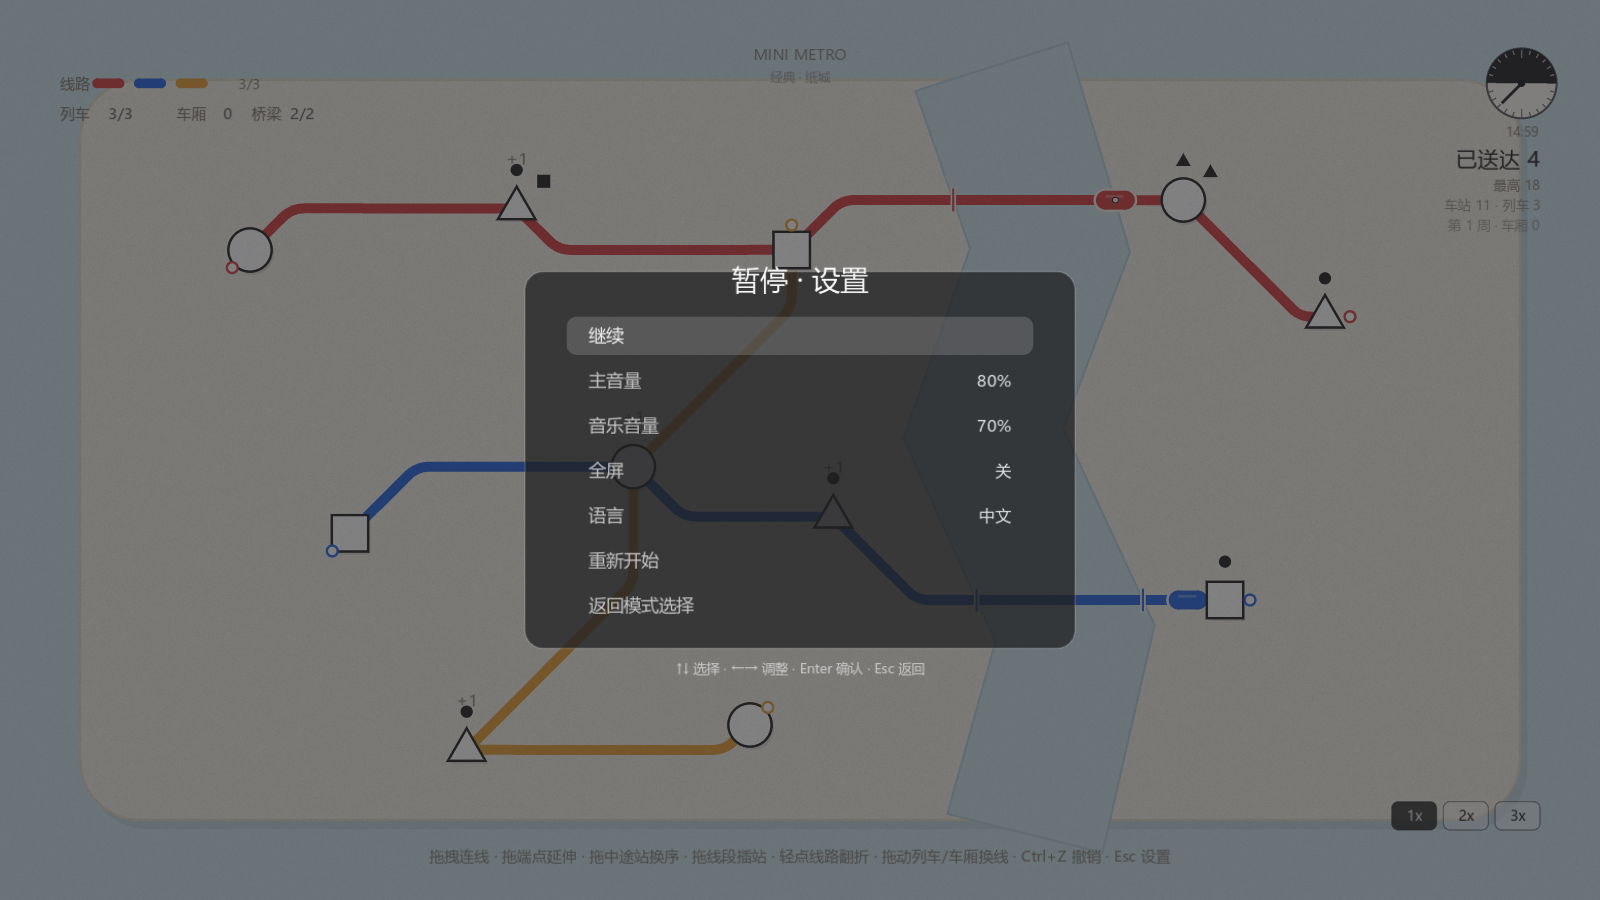 MINI METRO
经典 · 纸城
线路 3/3
列车 3/3 车厢 0 桥梁 2/2
14:59
已送达 4
最高 18
车站 11 · 列车 3
第 1 周 · 车厢 0
+1
暂停 · 设置
继续
主音量 80%
音乐音量 70%
全屏 关
+1
语言 中文
重新开始
返回模式选择
↑↓ 选择 · ←→ 调整 · Enter 确认 · Esc 返回
+1
1x 2x 3x
拖拽连线 · 拖端点延伸 · 拖中途站换序 · 拖线段插站 · 轻点线路翻折 · 拖动列车/车厢换线 · Ctrl+Z 撤销 · Esc 设置